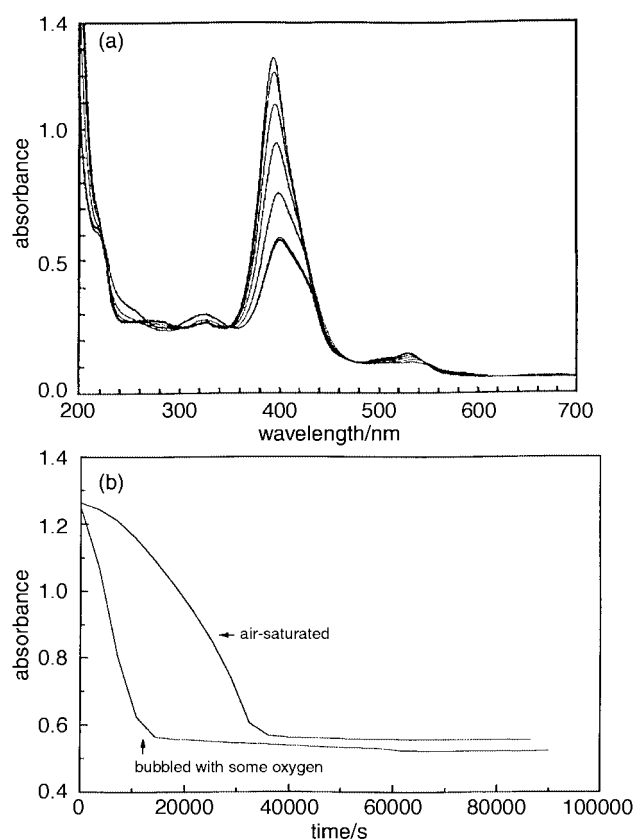 (a)
1.4
1.0
0.5
0.0
absorbance
200 300 400 500 600 700
wavelength/nm
(b)
1.4
1.2
1.0
0.8
0.6
0.4
absorbance
air-saturated
bubbled with some oxygen
0 20000 40000 60000 80000 100000
time/s